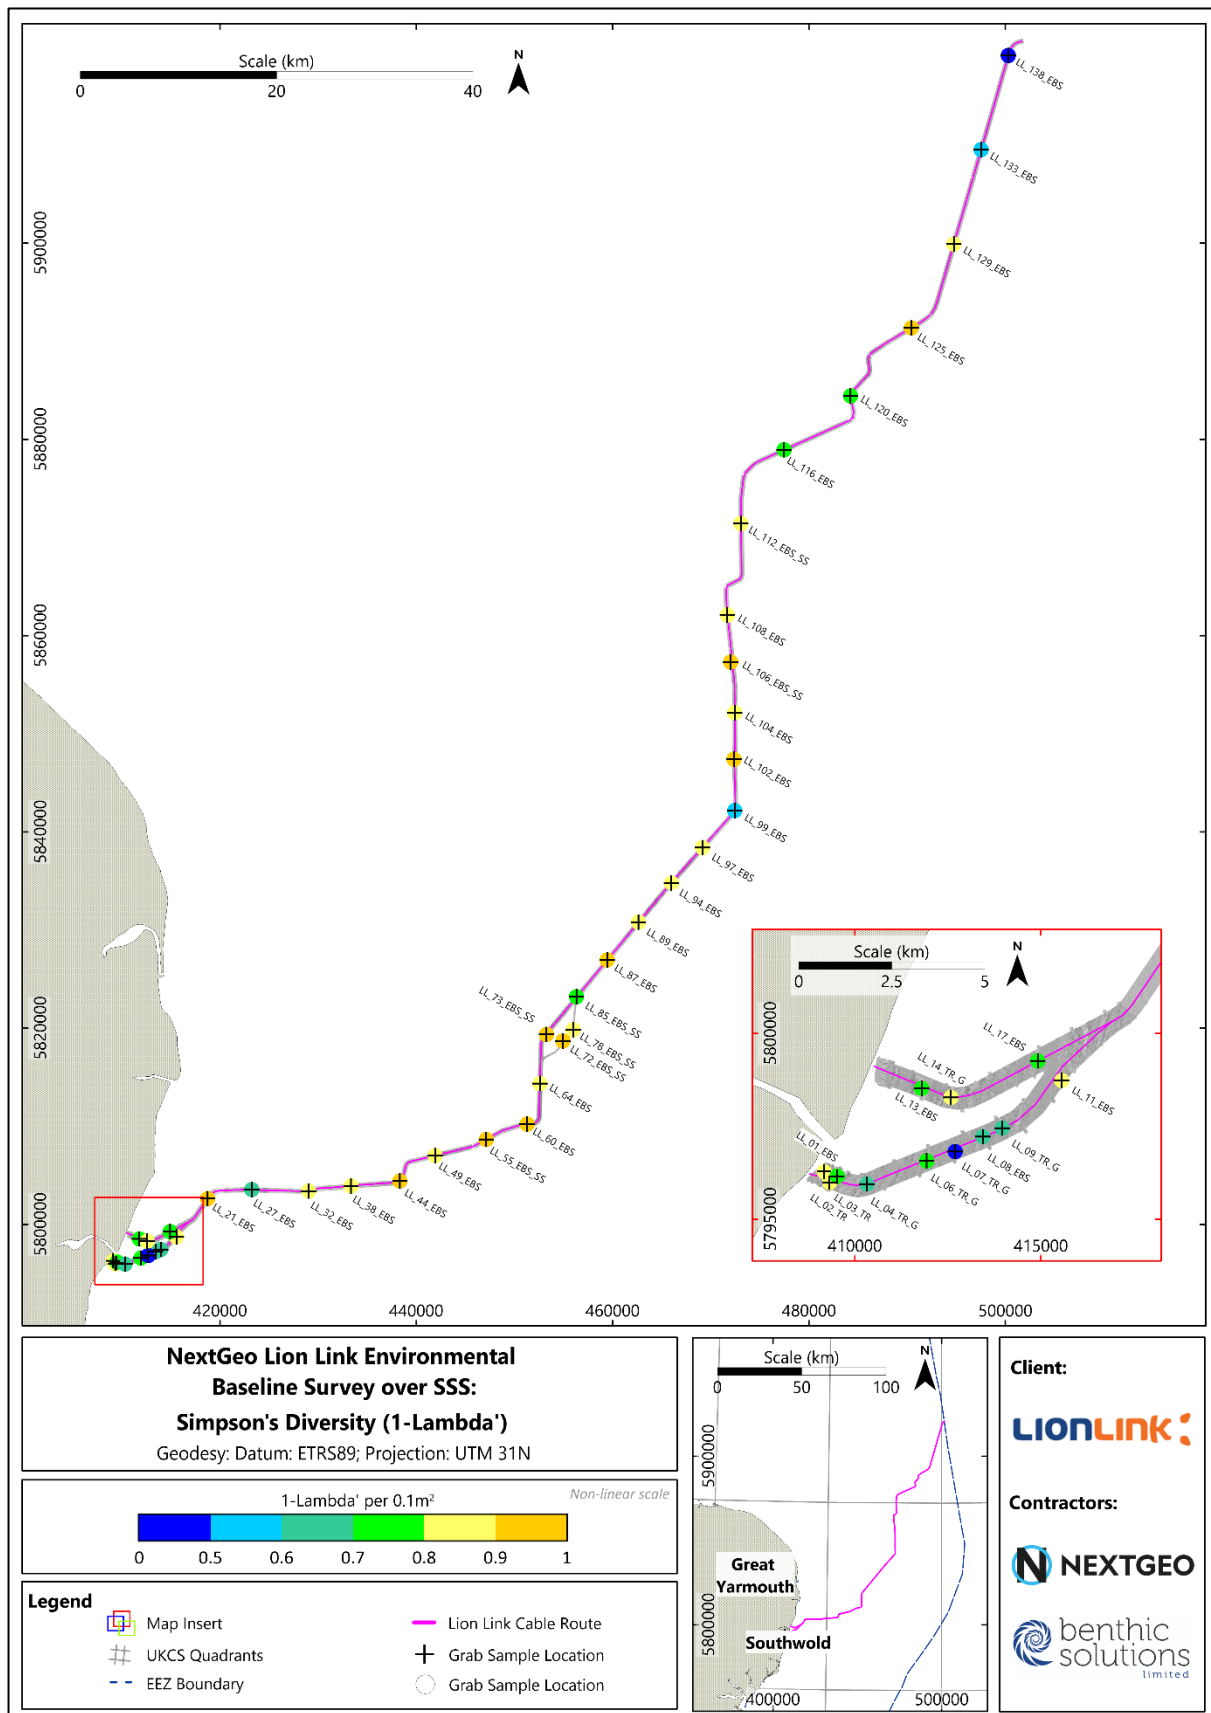 Scale (km)
0 20 40
N
LL_138_EBS
LL_133_EBS
LL_129_EBS
LL_125_EBS
LL_120_EBS
LL_116_EBS
LL_112_EBS_SS
LL_108_EBS
LL_106_EBS_SS
LL_104_EBS
LL_102_EBS
LL_99_EBS
LL_97_EBS
LL_94_EBS
LL_89_EBS
LL_87_EBS
LL_85_EBS_SS
LL_73_EBS_SS
LL_78_EBS_SS
LL_72_EBS_SS
LL_64_EBS
LL_60_EBS
LL_55_EBS_SS
LL_49_EBS
LL_44_EBS
LL_38_EBS
LL_32_EBS
LL_27_EBS
LL_21_EBS
5900000
5880000
5860000
5840000
5820000
5800000
420000 440000 460000 480000 500000
Scale (km)
0 2.5 5
N
LL_17_EBS
LL_14_TR_G
LL_13_EBS
LL_11_EBS
LL_09_TR_G
LL_08_EBS
LL_07_TR_G
LL_06_TR_G
LL_04_TR_G
LL_03_TR
LL_02_TR
LL_01_EBS
5800000
5795000
410000 415000
NextGeo Lion Link Environmental
Baseline Survey over SSS:
Simpson's Diversity (1-Lambda')
Geodesy: Datum: ETRS89; Projection: UTM 31N
1-Lambda' per 0.1m²
Non-linear scale
0 0.5 0.6 0.7 0.8 0.9 1
Legend
Map Insert
UKCS Quadrants
EEZ Boundary
Lion Link Cable Route
Grab Sample Location
Grab Sample Location
Scale (km)
0 50 100
N
5900000
5800000
Great
Yarmouth
Southwold
400000 500000
Client:
LIONLINK
Contractors:
N NEXTGEO
benthic
solutions
limited